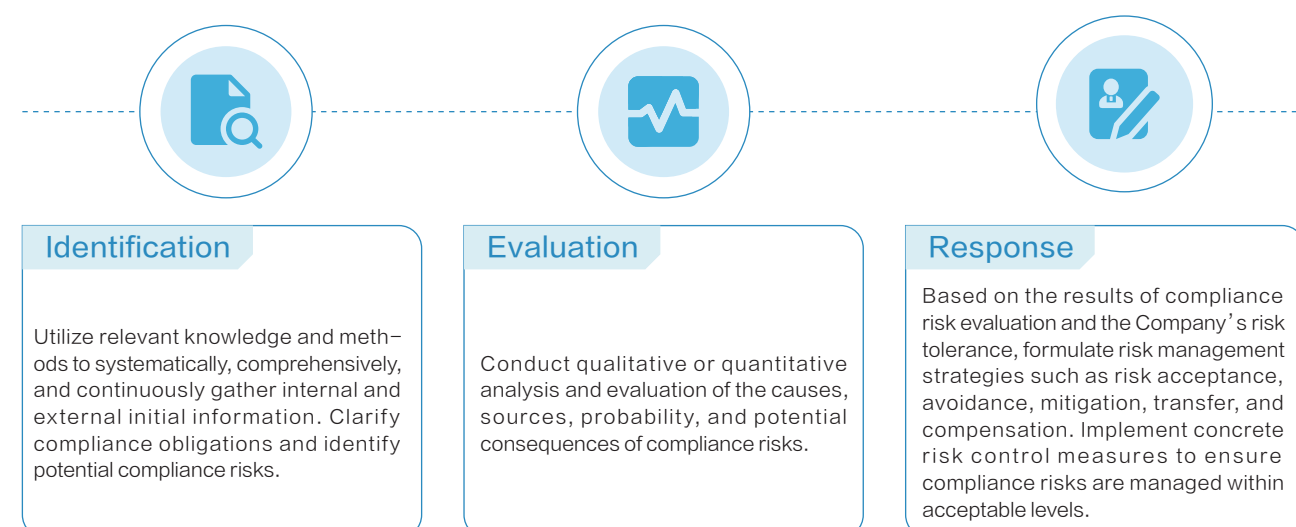 Identification
Utilize relevant knowledge and meth-
ods to systematically, comprehensively,
and continuously gather internal and
external initial information. Clarify
compliance obligations and identify
potential compliance risks.
Evaluation
Conduct qualitative or quantitative
analysis and evaluation of the causes,
sources, probability, and potential
consequences of compliance risks.
Response
Based on the results of compliance
risk evaluation and the Company’s risk
tolerance, formulate risk management
strategies such as risk acceptance,
avoidance, mitigation, transfer, and
compensation. Implement concrete
risk control measures to ensure
compliance risks are managed within
acceptable levels.